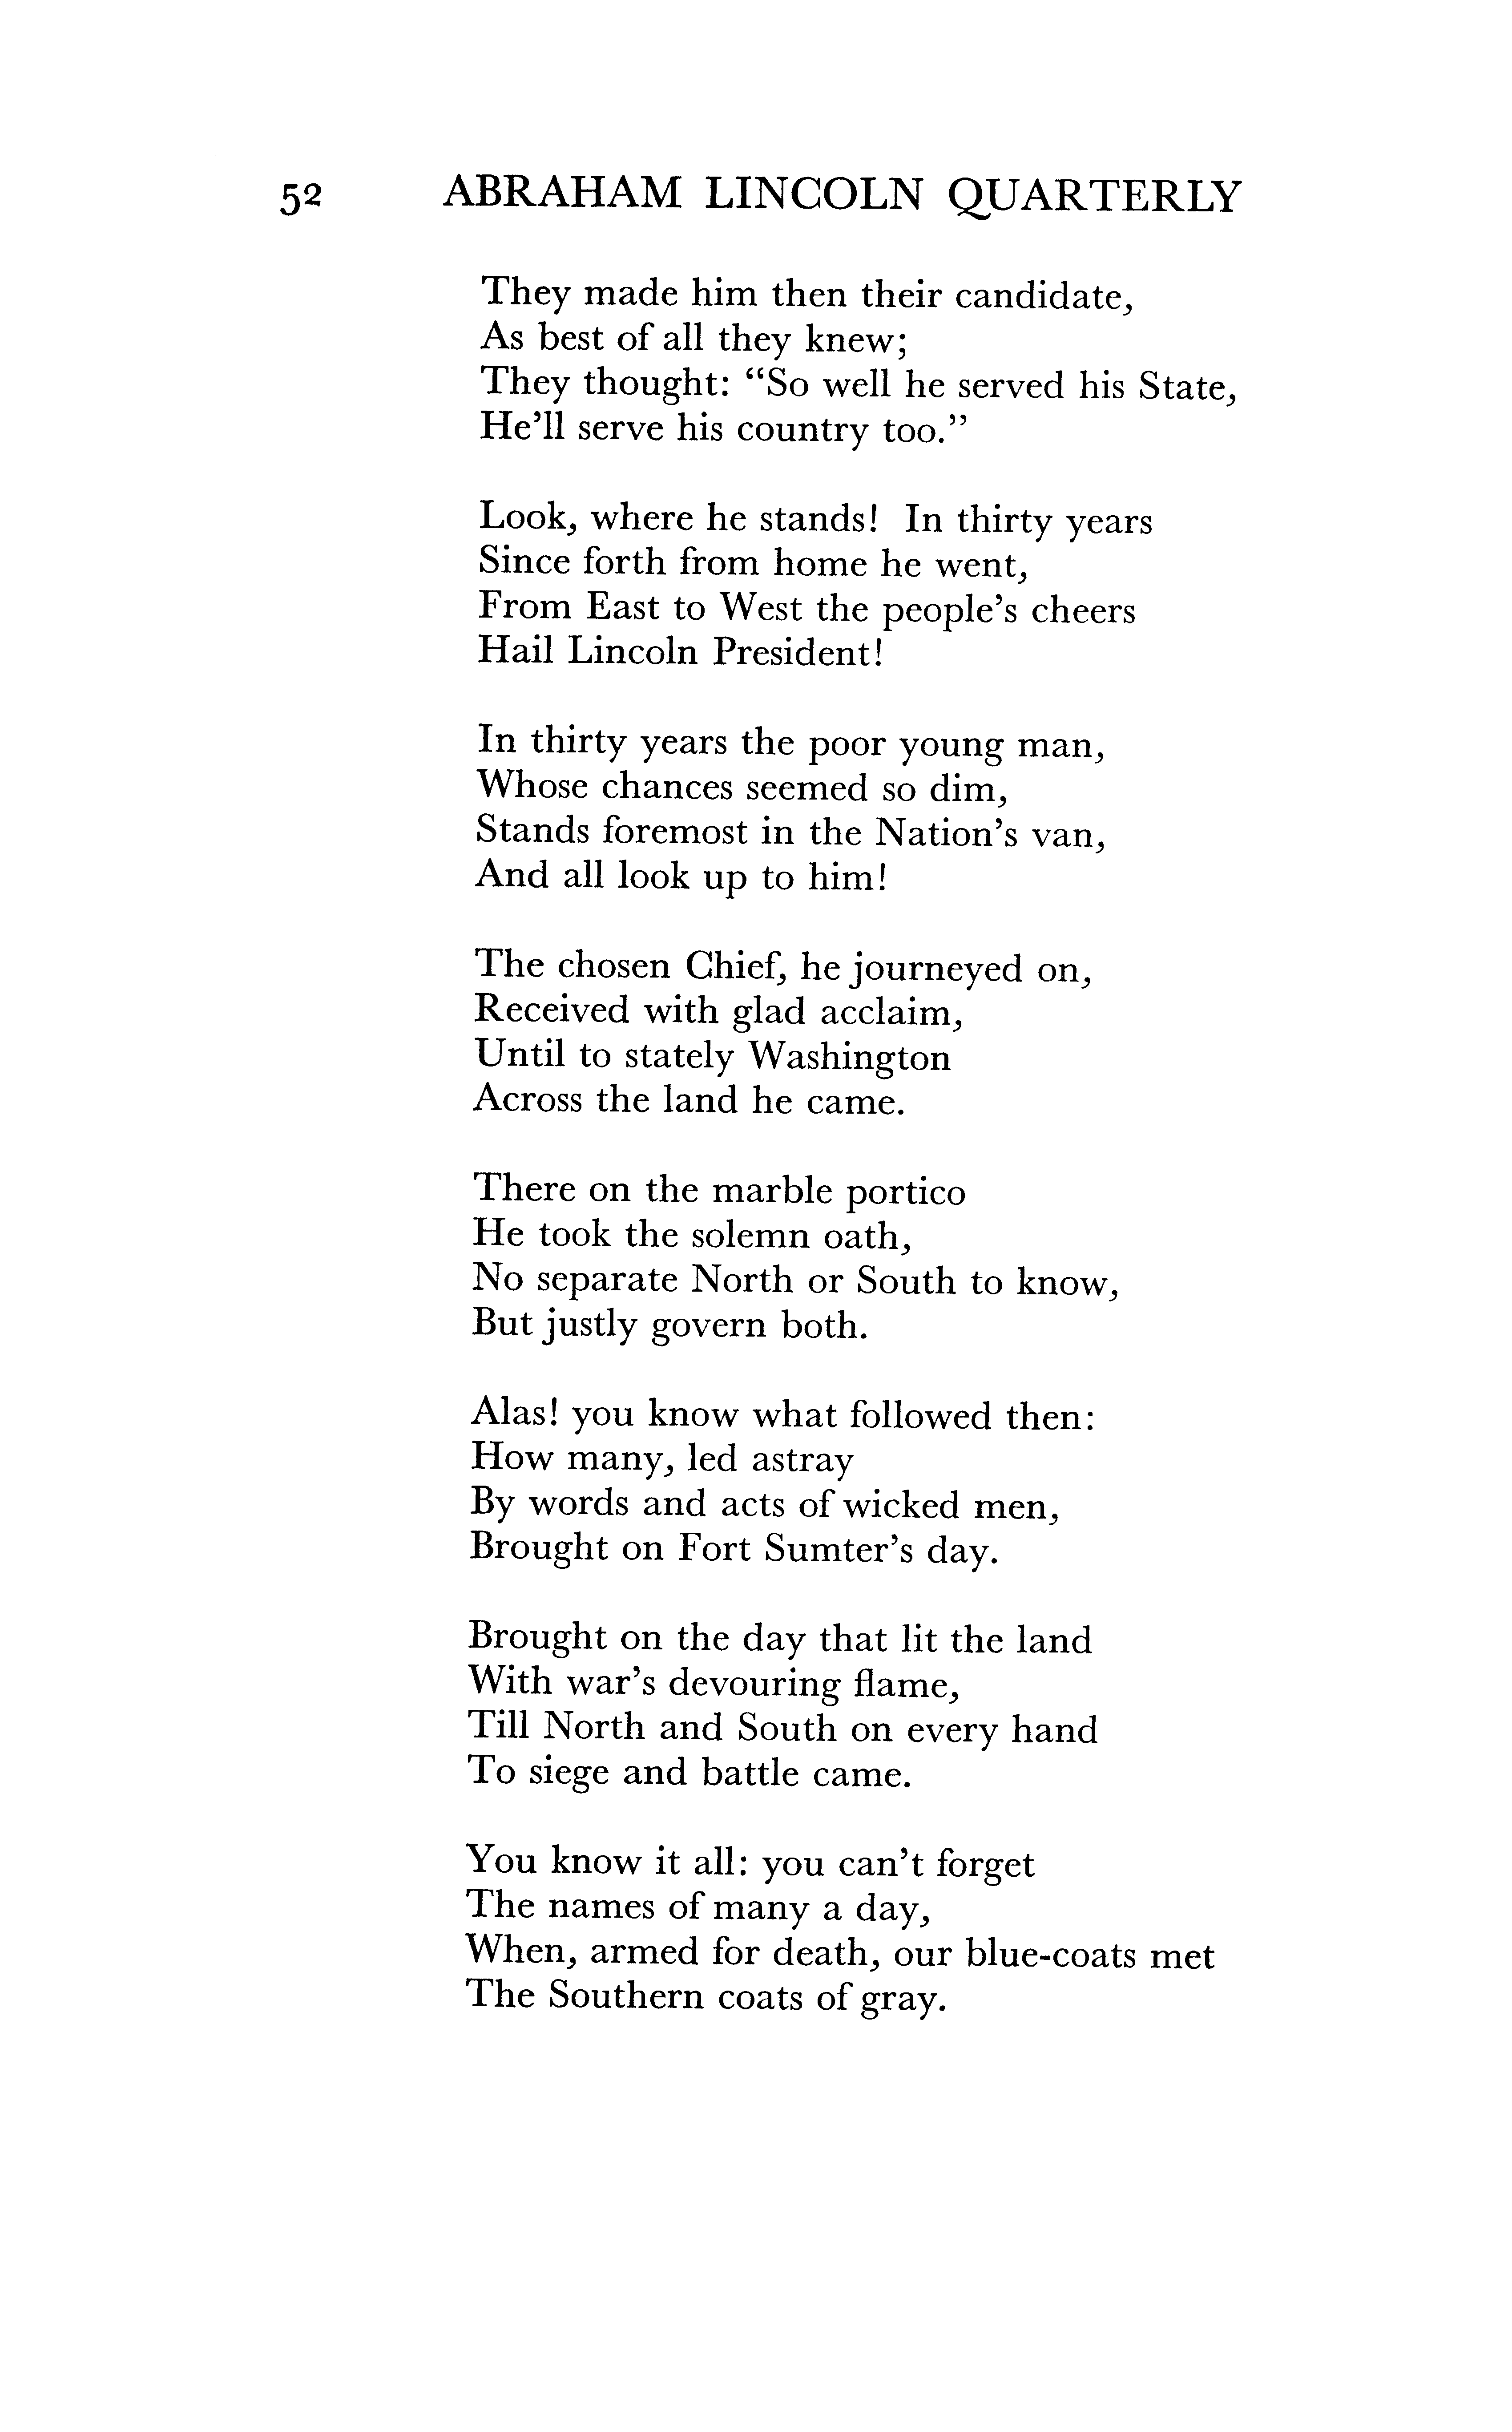 52 ABRAHAM LINCOLN QUARTERLY
They made him then their candidate,
As best of all they knew;
They thought: “So well he served his State,
He’ll serve his country too.”
Look, where he stands! In thirty years
Since forth from home he went,
From East to West the people’s cheers
Hail Lincoln President!
In thirty years the poor young man,
Whose chances seemed so dim,
Stands foremost in the Nation’s van,
And all look up to him!
The chosen Chief, he journeyed on,
Received with glad acclaim,
Until to stately Washington
Across the land he came.
There on the marble portico
He took the solemn oath,
No separate North or South to know,
But justly govern both.
Alas! you know what followed then:
How many, led astray
By words and acts of wicked men,
Brought on Fort Sumter’s day.
Brought on the day that lit the land
With war’s devouring flame,
Till North and South on every hand
To siege and battle came.
You know it all: you can’t forget
The names of many a day,
When, armed for death, our blue-coats met
The Southern coats of gray.